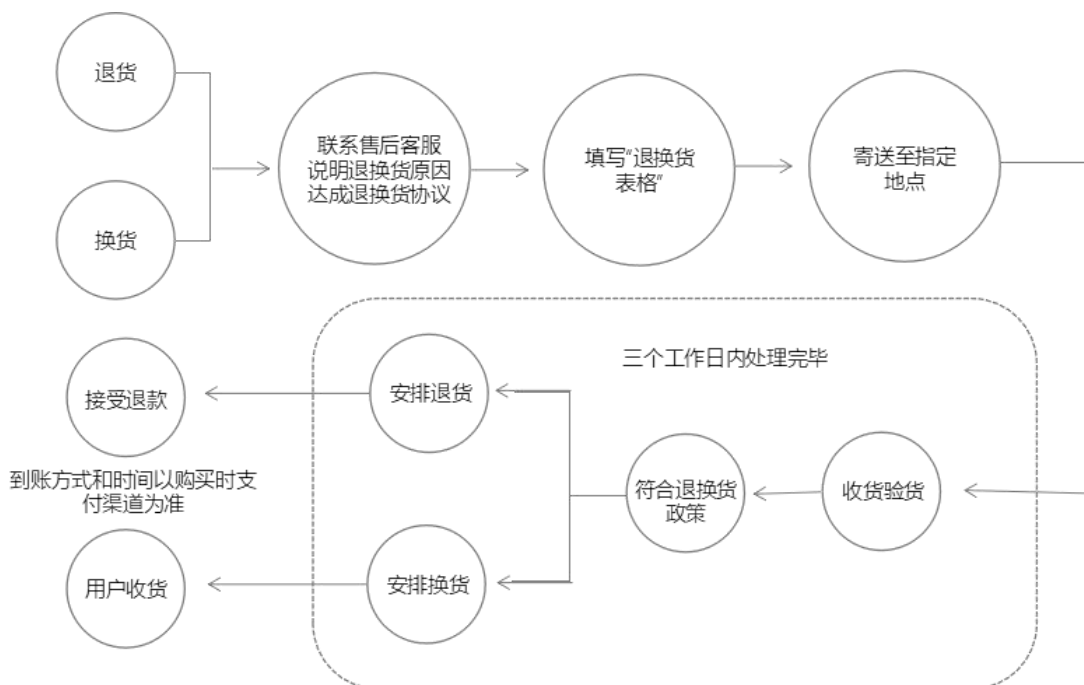 退货
换货
联系售后客服
说明退换货原因
达成退换货协议
填写“退换货
表格”
寄送至指定
地点
三个工作日内处理完毕
收货验货
符合退换货
政策
安排退货
安排换货
接受退款
到账方式和时间以购买时支
付渠道为准
用户收货